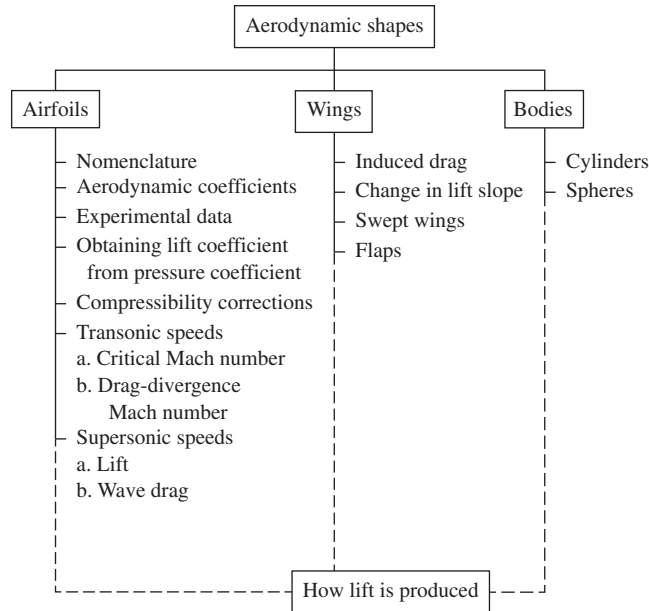 Aerodynamic shapes
Airfoils
Nomenclature
Aerodynamic coefficients
Experimental data
Obtaining lift coefficient
from pressure coefficient
Compressibility corrections
Transonic speeds
a. Critical Mach number
b. Drag-divergence
Mach number
Supersonic speeds
a. Lift
b. Wave drag
Wings
Induced drag
Change in lift slope
Swept wings
Flaps
Bodies
Cylinders
Spheres
How lift is produced